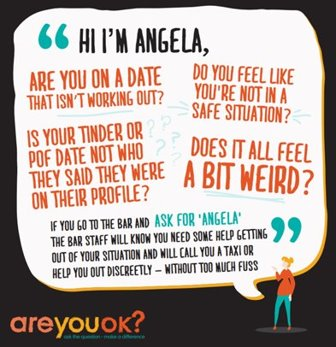 HI I'M ANGELA,
ARE YOU ON A DATE
THAT ISN'T WORKING OUT?
DO YOU FEEL LIKE
YOU'RE NOT IN A
SAFE SITUATION?
IS YOUR TINDER OR
POF DATE NOT WHO
THEY SAID THEY WERE
ON THEIR PROFILE?
DOES IT ALL FEEL
A BIT WEIRD?
IF YOU GO TO THE BAR AND ASK FOR 'ANGELA'
THE BAR STAFF WILL KNOW YOU NEED SOME HELP GETTING
OUT OF YOUR SITUATION AND WILL CALL YOU A TAXI OR
HELP YOU OUT DISCREETLY – WITHOUT TOO MUCH FUSS
areyouok?
ask the question - make a difference